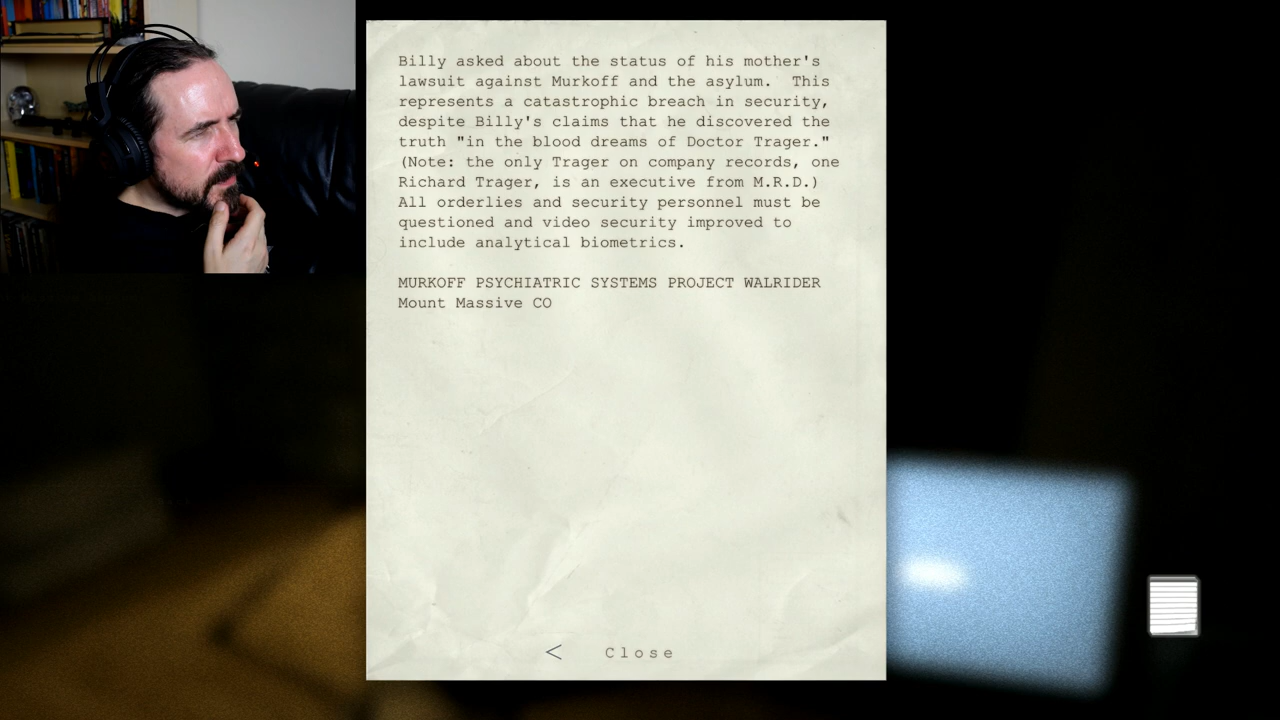 Billy asked about the status of his mother's
lawsuit against Murkoff and the asylum.  This
represents a catastrophic breach in security,
despite Billy's claims that he discovered the
truth "in the blood dreams of Doctor Trager."
(Note: the only Trager on company records, one
Richard Trager, is an executive from M.R.D.)
All orderlies and security personnel must be
questioned and video security improved to
include analytical biometrics.

MURKOFF PSYCHIATRIC SYSTEMS PROJECT WALRIDER
Mount Massive CO
< Close